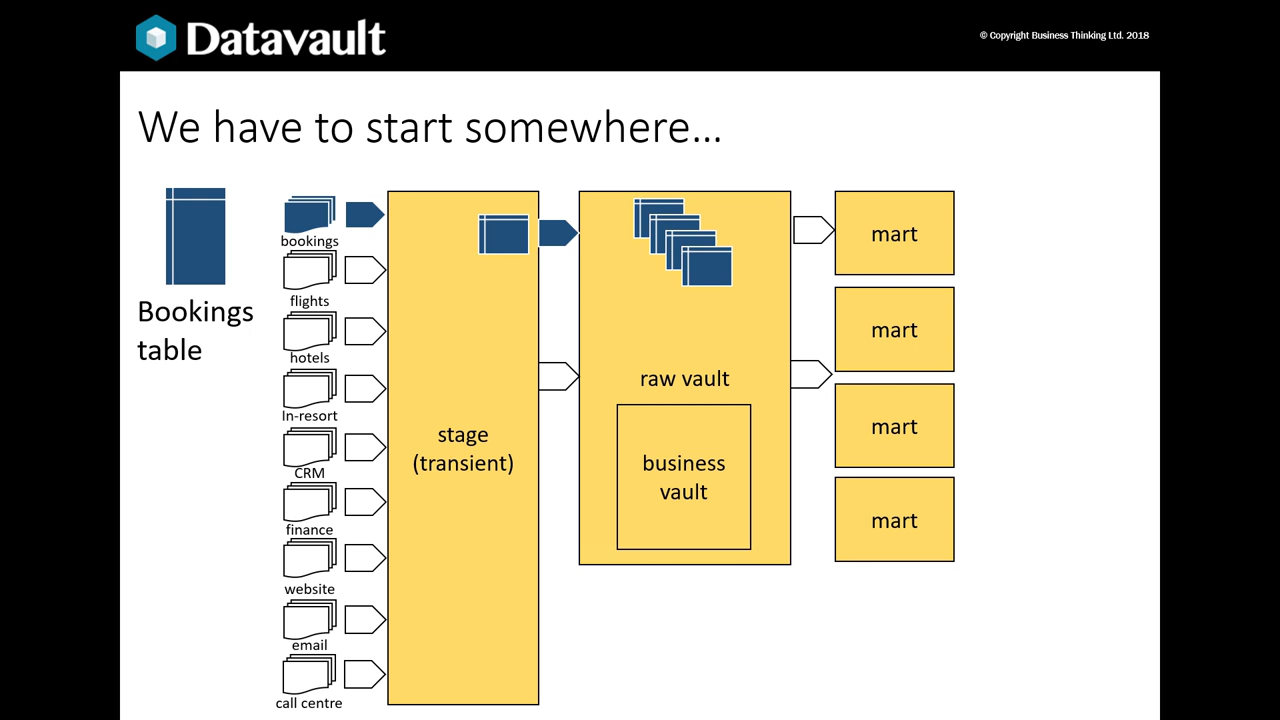 Datavault
© Copyright Business Thinking Ltd. 2018
We have to start somewhere...
Bookings
table
bookings
flights
hotels
In-resort
CRM
finance
website
email
call centre
stage
(transient)
raw vault
business
vault
mart
mart
mart
mart